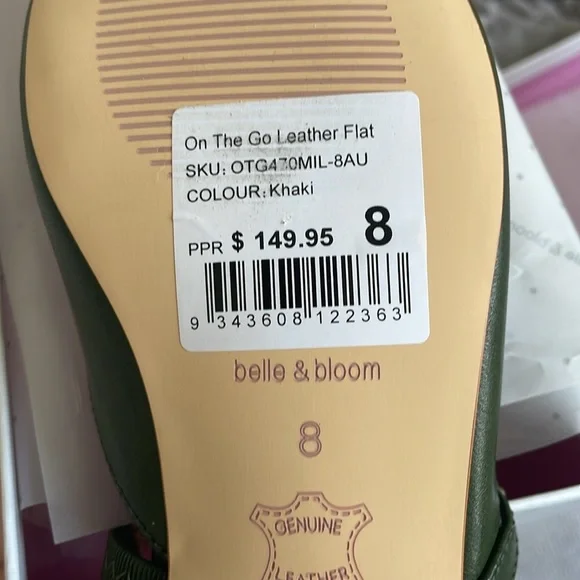 On The Go Leather Flat
SKU: OTG470MIL-8AU
COLOUR:Khaki
PPR $ 149.95 8
9 343608 122363
belle & bloom
8
GENUINE
LEATHER